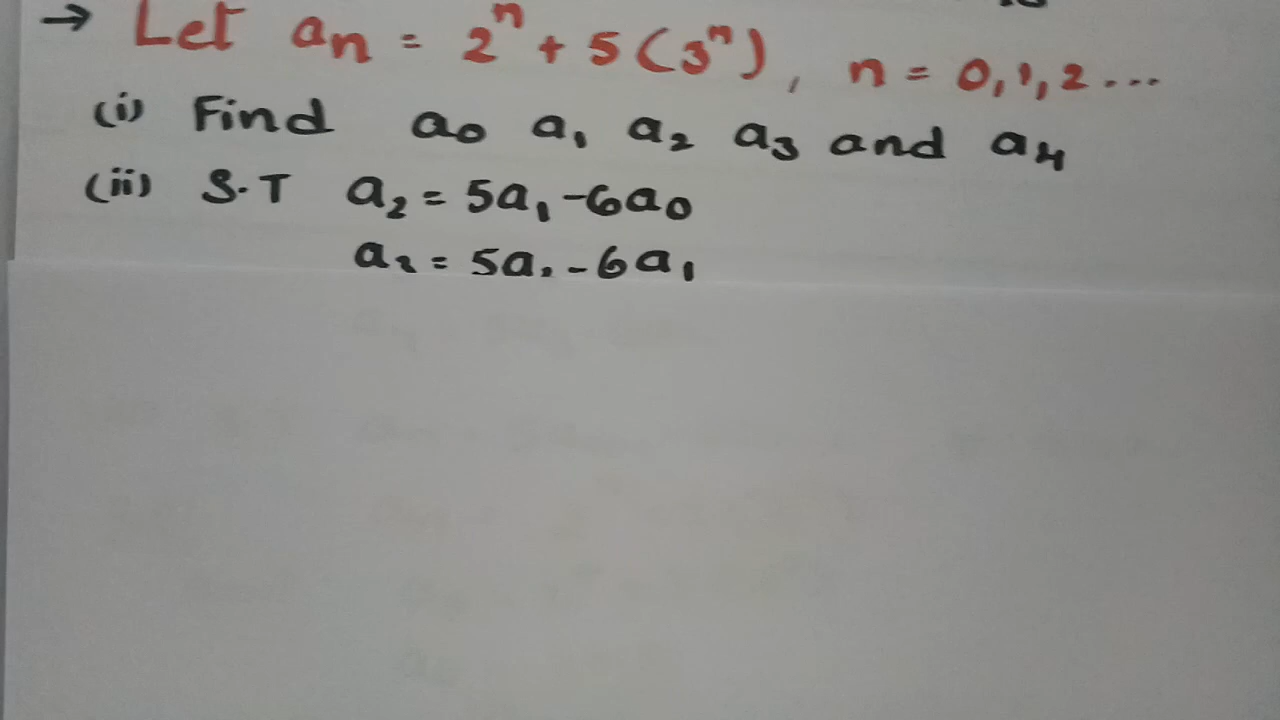 → Let an = 2ⁿ + 5(3ⁿ), n = 0,1,2...
(i) Find a₀ a₁ a₂ a₃ and a₄
(ii) S.T a₂ = 5a₁ - 6a₀
a₂ = 5a. - 6a₁